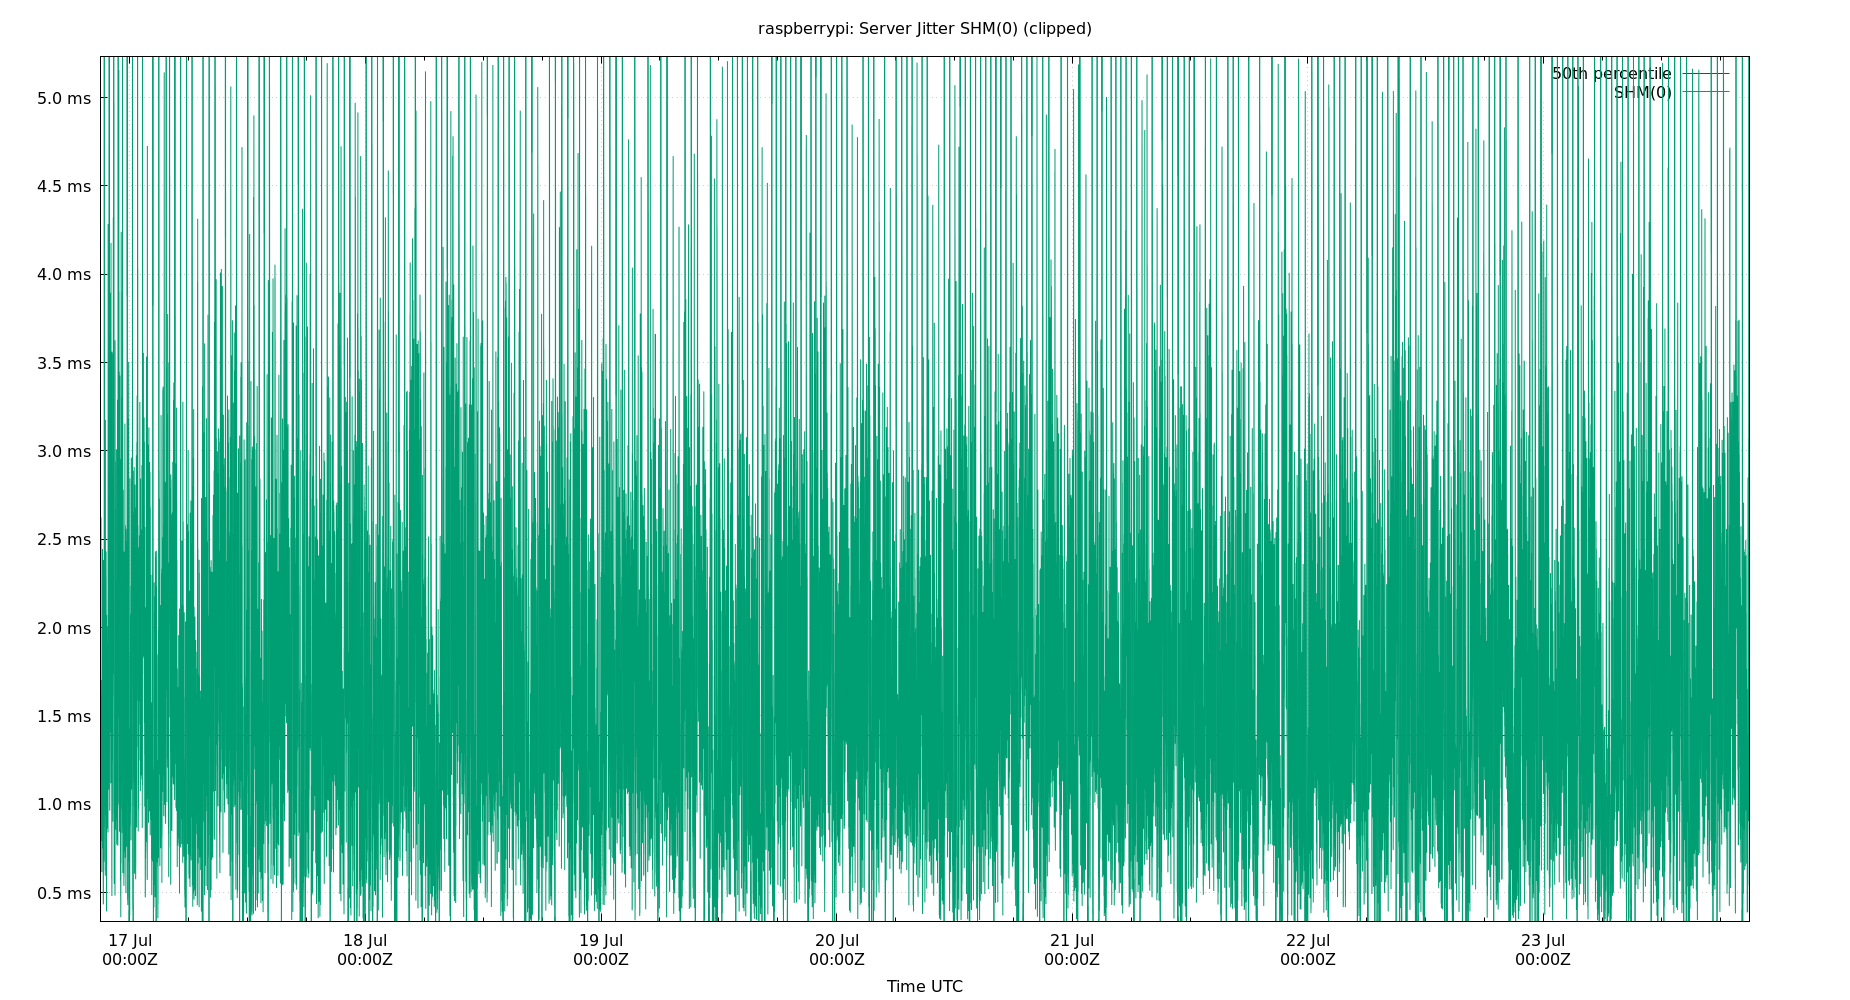 raspberrypi: Server Jitter SHM(0) (clipped)
50th percentile
SHM(0)
5.0 ms
4.5 ms
4.0 ms
3.5 ms
3.0 ms
2.5 ms
2.0 ms
1.5 ms
1.0 ms
0.5 ms
17 Jul 18 Jul 19 Jul 20 Jul 21 Jul 22 Jul 23 Jul
00:00Z 00:00Z 00:00Z 00:00Z 00:00Z 00:00Z 00:00Z
Time UTC